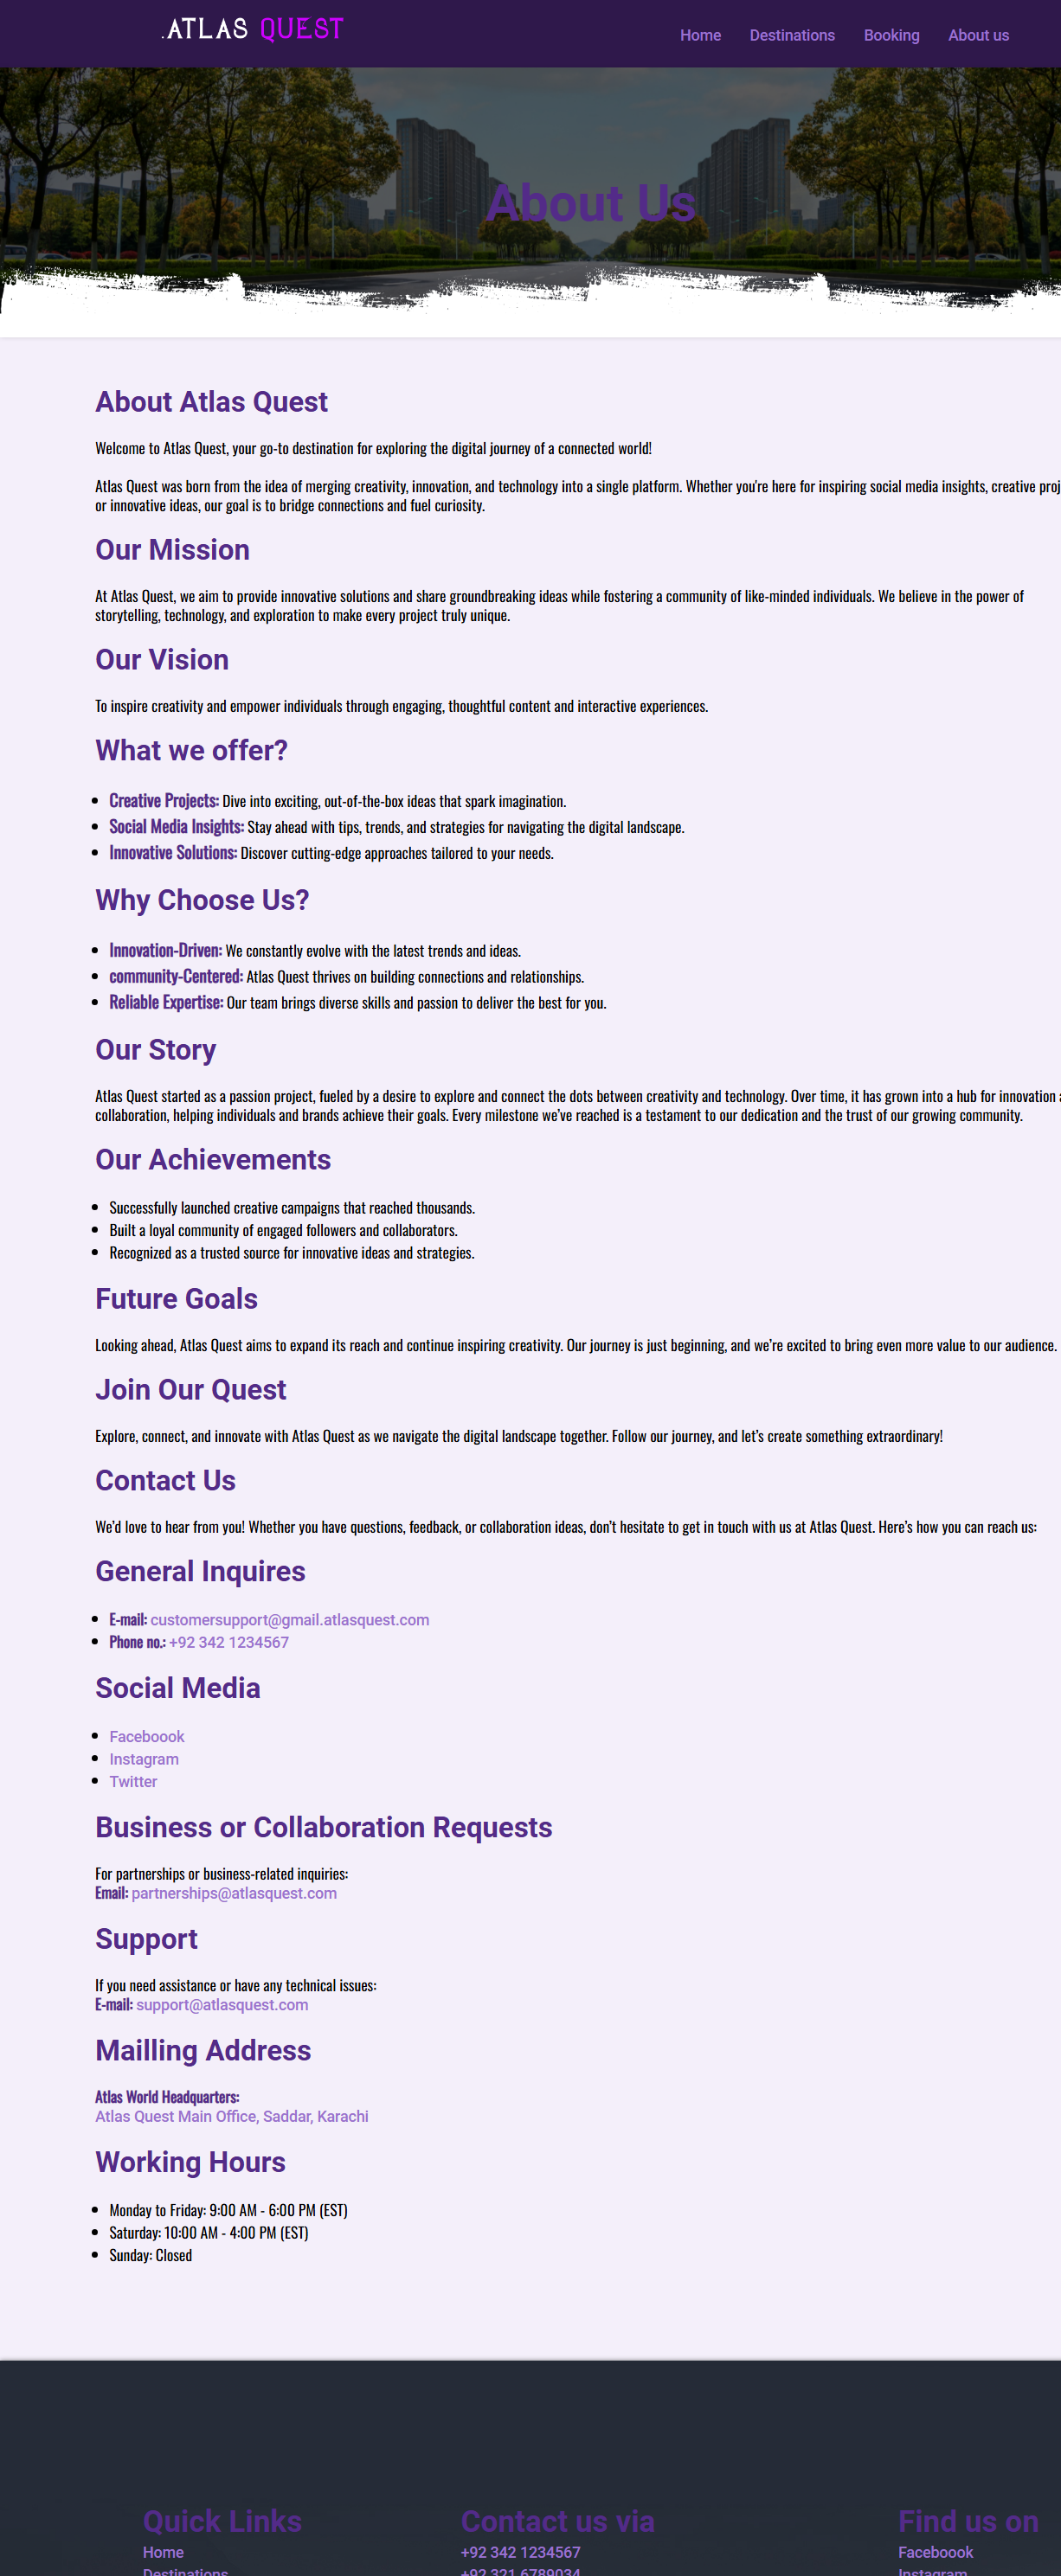 .ATLAS QUEST
Home Destinations Booking About us
About Us
About Atlas Quest
Welcome to Atlas Quest, your go-to destination for exploring the digital journey of a connected world!
Atlas Quest was born from the idea of merging creativity, innovation, and technology into a single platform. Whether you're here for inspiring social media insights, creative
or innovative ideas, our goal is to bridge connections and fuel curiosity.
Our Mission
At Atlas Quest, we aim to provide innovative solutions and share groundbreaking ideas while fostering a community of like-minded individuals. We believe in the power of
storytelling, technology, and exploration to make every project truly unique.
Our Vision
To inspire creativity and empower individuals through engaging, thoughtful content and interactive experiences.
What we offer?
Creative Projects: Dive into exciting, out-of-the-box ideas that spark imagination.
Social Media Insights: Stay ahead with tips, trends, and strategies for navigating the digital landscape.
Innovative Solutions: Discover cutting-edge approaches tailored to your needs.
Why Choose Us?
Innovation-Driven: We constantly evolve with the latest trends and ideas.
community-Centered: Atlas Quest thrives on building connections and relationships.
Reliable Expertise: Our team brings diverse skills and passion to deliver the best for you.
Our Story
Atlas Quest started as a passion project, fueled by a desire to explore and connect the dots between creativity and technology. Over time, it has grown into a hub for innovation
collaboration, helping individuals and brands achieve their goals. Every milestone we’ve reached is a testament to our dedication and the trust of our growing community.
Our Achievements
Successfully launched creative campaigns that reached thousands.
Built a loyal community of engaged followers and collaborators.
Recognized as a trusted source for innovative ideas and strategies.
Future Goals
Looking ahead, Atlas Quest aims to expand its reach and continue inspiring creativity. Our journey is just beginning, and we’re excited to bring even more value to our audience.
Join Our Quest
Explore, connect, and innovate with Atlas Quest as we navigate the digital landscape together. Follow our journey, and let’s create something extraordinary!
Contact Us
We’d love to hear from you! Whether you have questions, feedback, or collaboration ideas, don’t hesitate to get in touch with us at Atlas Quest. Here’s how you can reach us:
General Inquires
E-mail: customersupport@gmail.atlasquest.com
Phone no.: +92 342 1234567
Social Media
Faceboook
Instagram
Twitter
Business or Collaboration Requests
For partnerships or business-related inquiries:
Email: partnerships@atlasquest.com
Support
If you need assistance or have any technical issues:
E-mail: support@atlasquest.com
Mailling Address
Atlas World Headquarters:
Atlas Quest Main Office, Saddar, Karachi
Working Hours
Monday to Friday: 9:00 AM - 6:00 PM (EST)
Saturday: 10:00 AM - 4:00 PM (EST)
Sunday: Closed
Quick Links Contact us via Find us on
Home +92 342 1234567 Faceboook
Destinations +92 321 6789034 Instagram